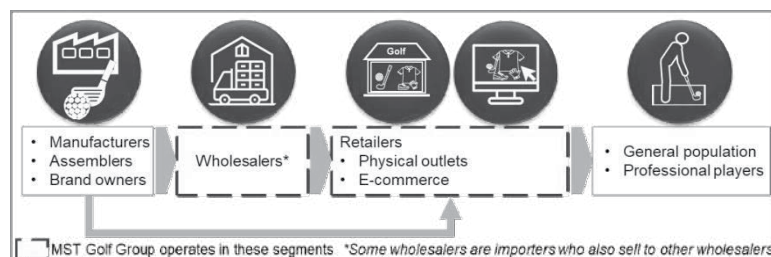 Golf
• Manufacturers
• Assemblers
• Brand owners
Wholesalers*
Retailers
• Physical outlets
• E-commerce
• General population
• Professional players
MST Golf Group operates in these segments *Some wholesalers are importers who also sell to other wholesalers